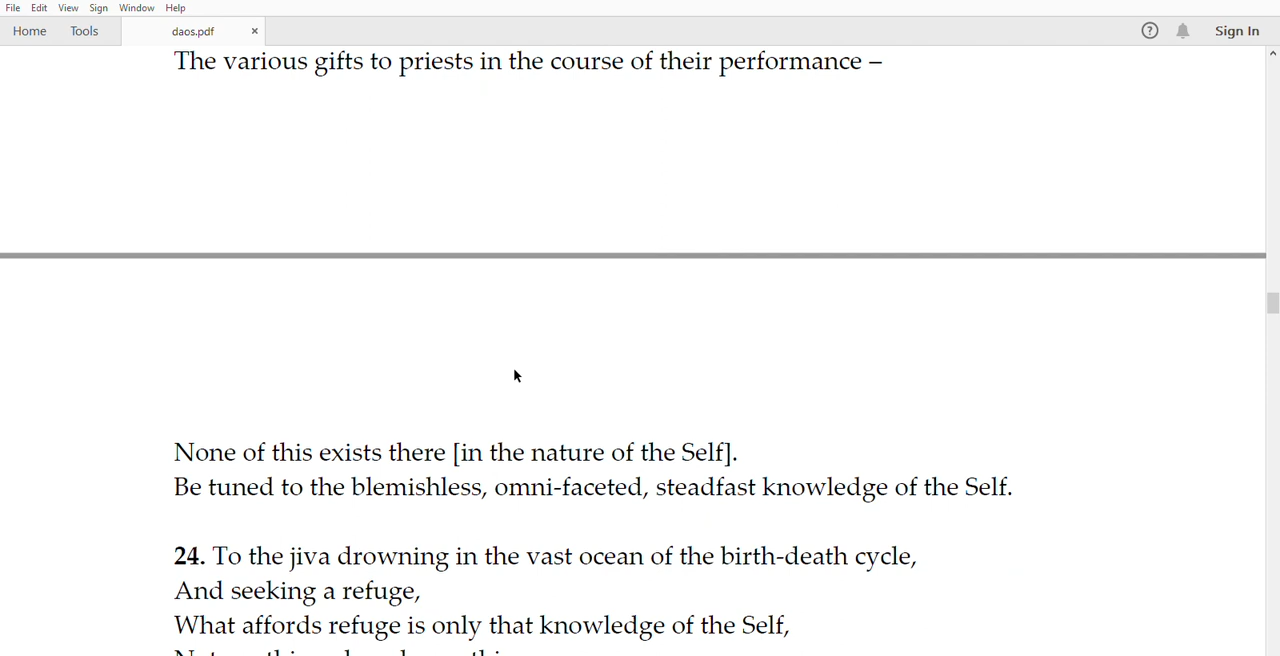 File Edit View Sign Window Help
Home Tools daos.pdf × ? Sign In
The various gifts to priests in the course of their performance –
None of this exists there [in the nature of the Self].
Be tuned to the blemishless, omni-faceted, steadfast knowledge of the Self.
24. To the jiva drowning in the vast ocean of the birth-death cycle,
And seeking a refuge,
What affords refuge is only that knowledge of the Self,